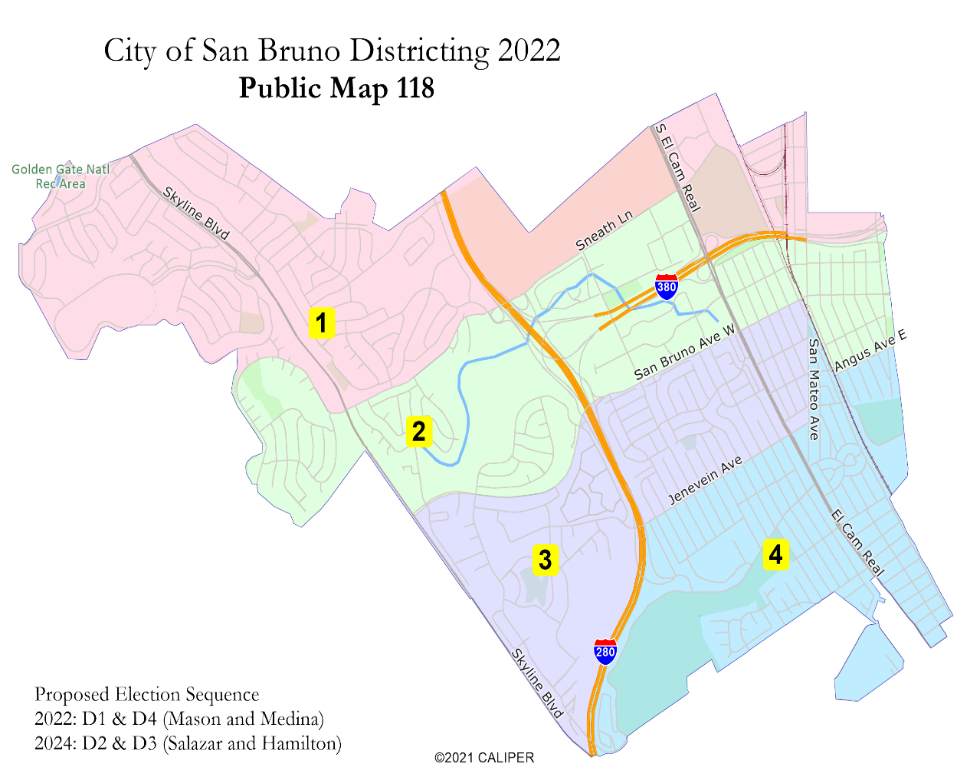 City of San Bruno Districting 2022
Public Map 118
Golden Gate Natl
Rec Area
Skyline Blvd
S El Cam Real
Sneath Ln
380
1
San Bruno Ave W
San Mateo Ave
Angus Ave E
2
Jenevein Ave
El Cam Real
3
4
280
Skyline Blvd
Proposed Election Sequence
2022: D1 & D4 (Mason and Medina)
2024: D2 & D3 (Salazar and Hamilton)
©2021 CALIPER